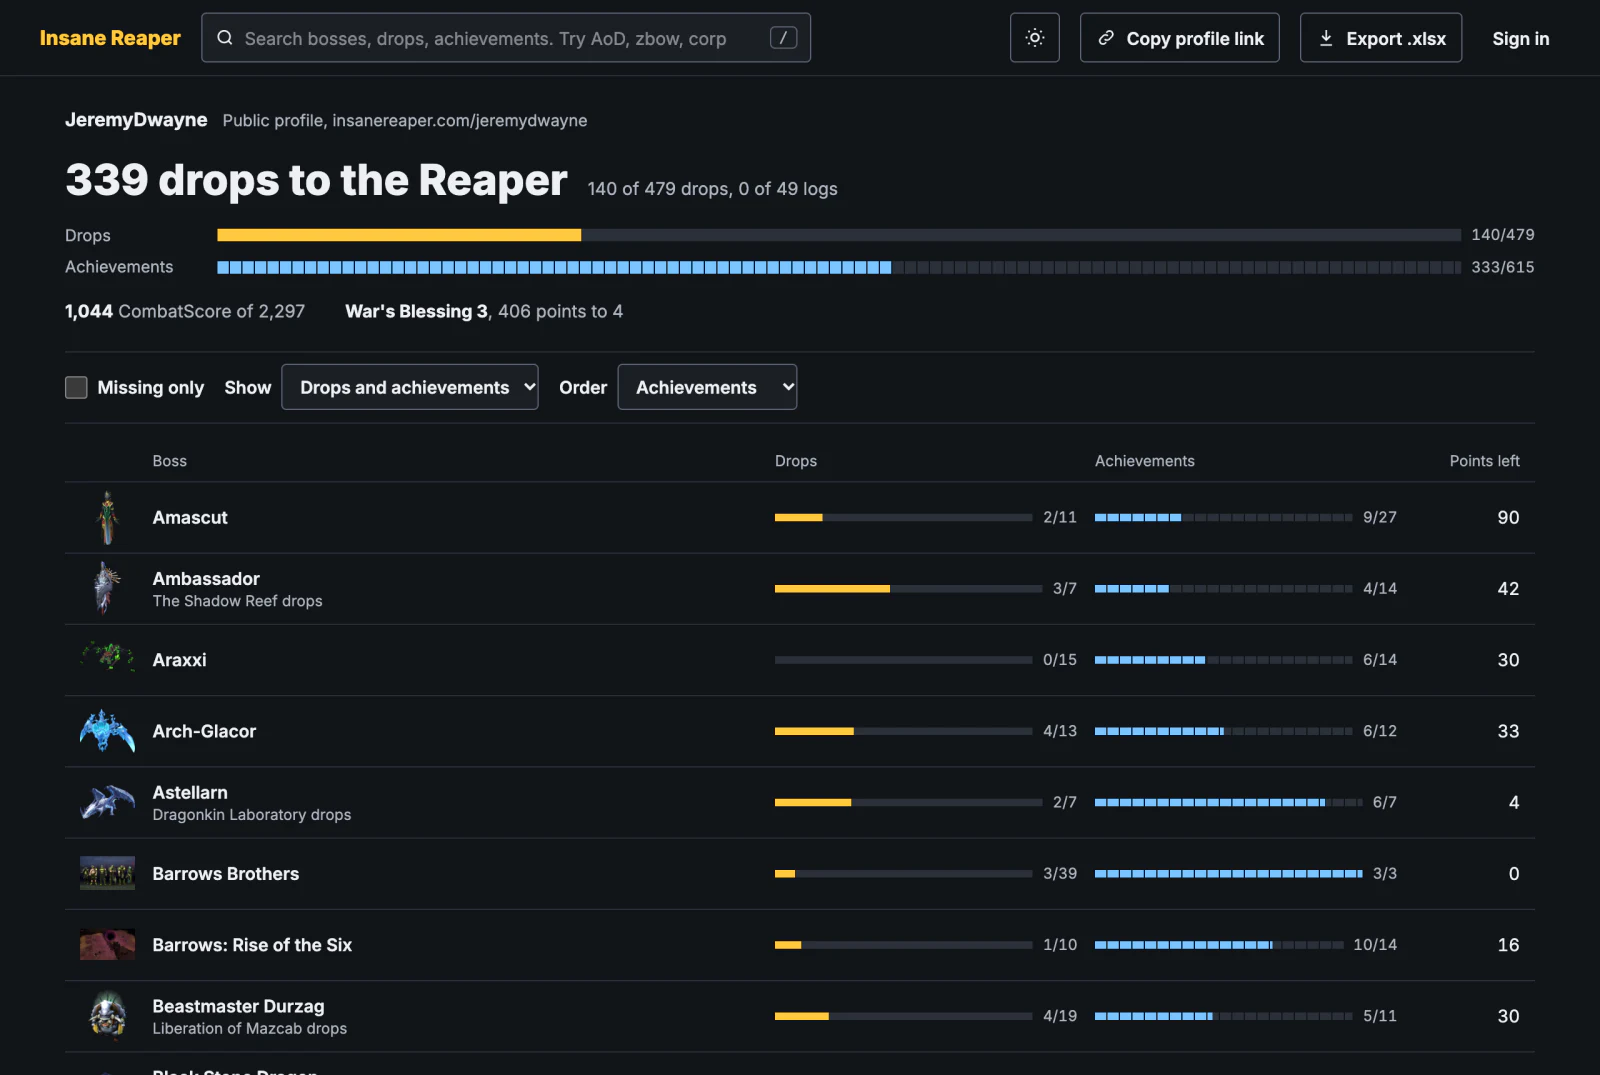 Insane Reaper
Search bosses, drops, achievements. Try AoD, zbow, corp
/
Copy profile link
Export .xlsx
Sign in
JeremyDwayne Public profile, insanereaper.com/jeremydwayne
339 drops to the Reaper 140 of 479 drops, 0 of 49 logs
Drops 140/479
Achievements 333/615
1,044 CombatScore of 2,297 War's Blessing 3, 406 points to 4
Missing only Show Drops and achievements Order Achievements
Boss Drops Achievements Points left
Amascut 2/11 9/27 90
Ambassador
The Shadow Reef drops
3/7 4/14 42
Araxxi 0/15 6/14 30
Arch-Glacor 4/13 6/12 33
Astellarn
Dragonkin Laboratory drops
2/7 6/7 4
Barrows Brothers 3/39 3/3 0
Barrows: Rise of the Six 1/10 10/14 16
Beastmaster Durzag
Liberation of Mazcab drops
4/19 5/11 30
Black Stone Dragon